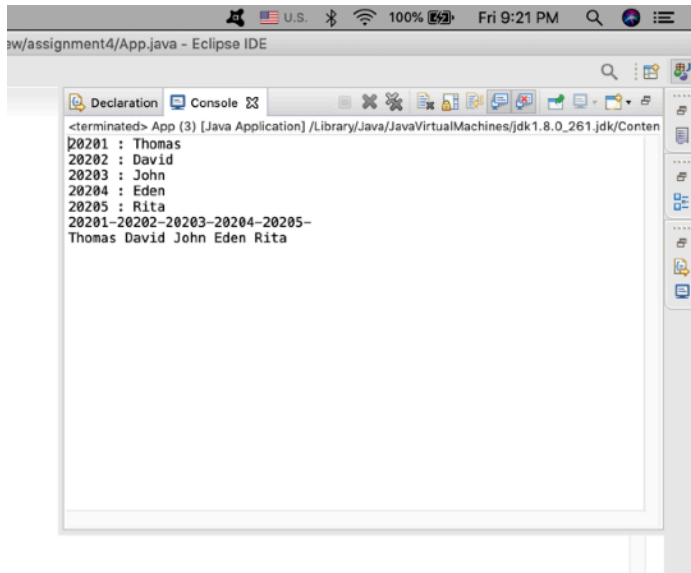 U.S. 100% Fri 9:21 PM
ew/assignment4/App.java - Eclipse IDE
Declaration Console
<terminated> App (3) [Java Application] /Library/Java/JavaVirtualMachines/jdk1.8.0_261.jdk/Conten
20201 : Thomas
20202 : David
20203 : John
20204 : Eden
20205 : Rita
20201-20202-20203-20204-20205-
Thomas David John Eden Rita